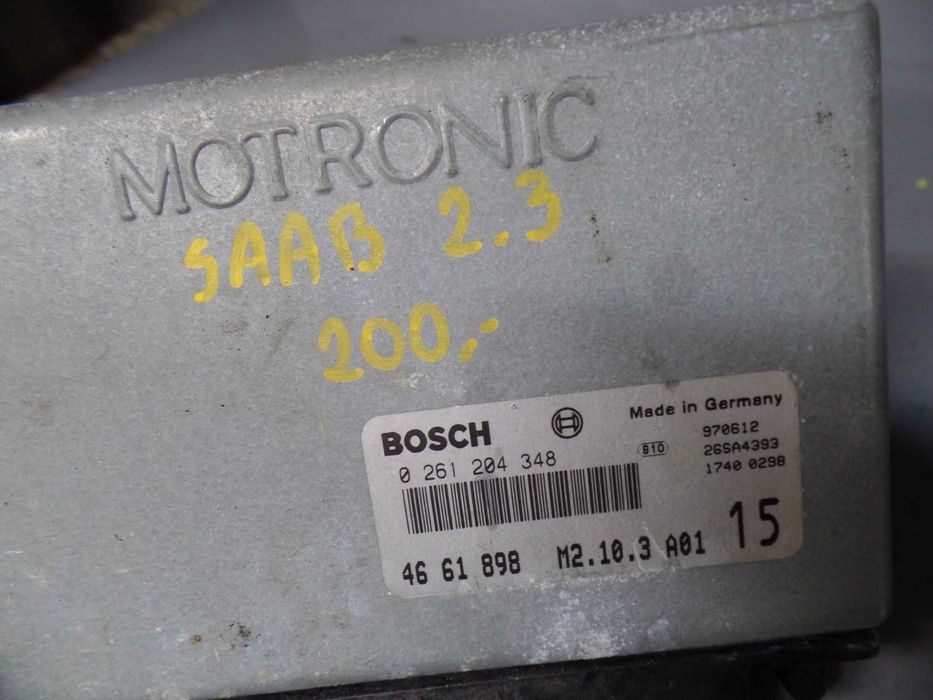 MOTRONIC
SAAB 2.3
200,-
BOSCH
Made in Germany
0 261 204 348
B10
970612
26SA4393
1740 0298
46 61 898 M2.10.3 A01 15